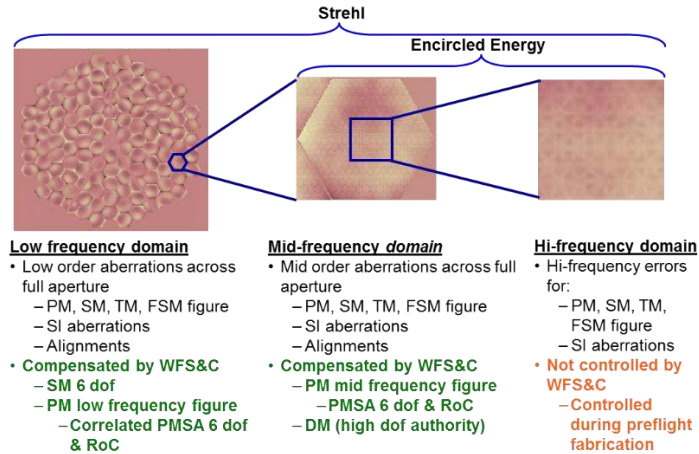 Strehl
Encircled Energy
Low frequency domain
• Low order aberrations across
full aperture
– PM, SM, TM, FSM figure
– SI aberrations
– Alignments
• Compensated by WFS&C
– SM 6 dof
– PM low frequency figure
– Correlated PMSA 6 dof
& RoC
Mid-frequency domain
• Mid order aberrations across full
aperture
– PM, SM, TM, FSM figure
– SI aberrations
– Alignments
• Compensated by WFS&C
– PM mid frequency figure
– PMSA 6 dof & RoC
– DM (high dof authority)
Hi-frequency domain
• Hi-frequency errors
for:
– PM, SM, TM,
FSM figure
– SI aberrations
• Not controlled by
WFS&C
– Controlled
during preflight
fabrication